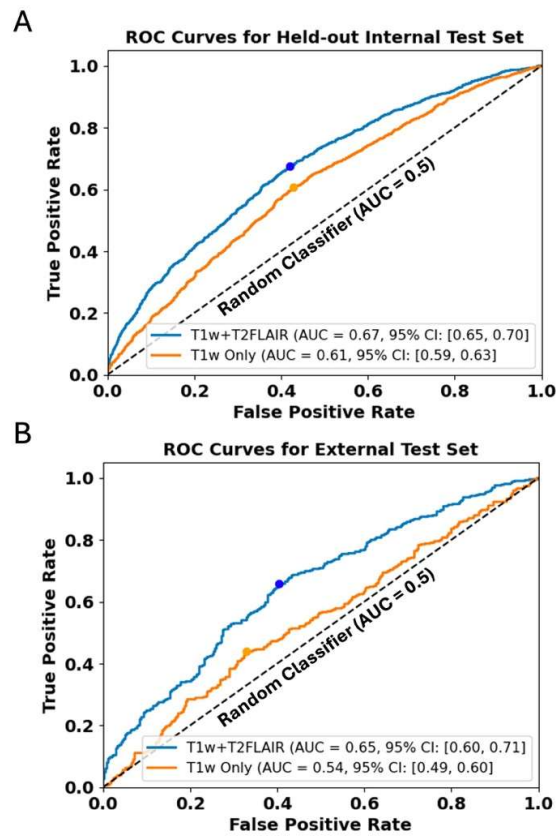 A
ROC Curves for Held-out Internal Test Set
True Positive Rate
1.0
0.8
0.6
0.4
0.2
0.0
Random Classifier (AUC = 0.5)
T1w+T2FLAIR (AUC = 0.67, 95% CI: [0.65, 0.70]
T1w Only (AUC = 0.61, 95% CI: [0.59, 0.63]
0.0 0.2 0.4 0.6 0.8 1.0
False Positive Rate
B
ROC Curves for External Test Set
True Positive Rate
1.0
0.8
0.6
0.4
0.2
0.0
Random Classifier (AUC = 0.5)
T1w+T2FLAIR (AUC = 0.65, 95% CI: [0.60, 0.71]
T1w Only (AUC = 0.54, 95% CI: [0.49, 0.60]
0.0 0.2 0.4 0.6 0.8 1.0
False Positive Rate